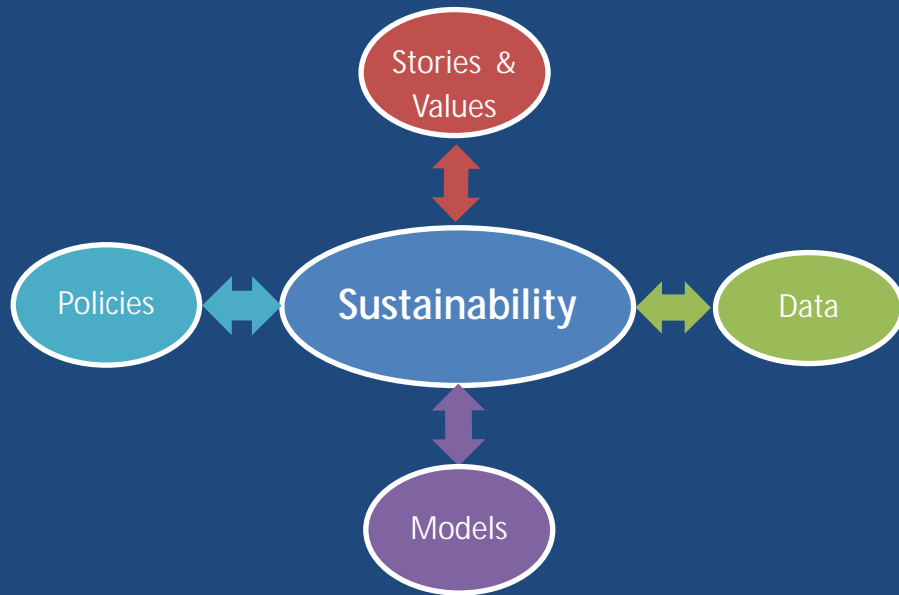 Stories &
Values
Policies
Sustainability
Data
Models